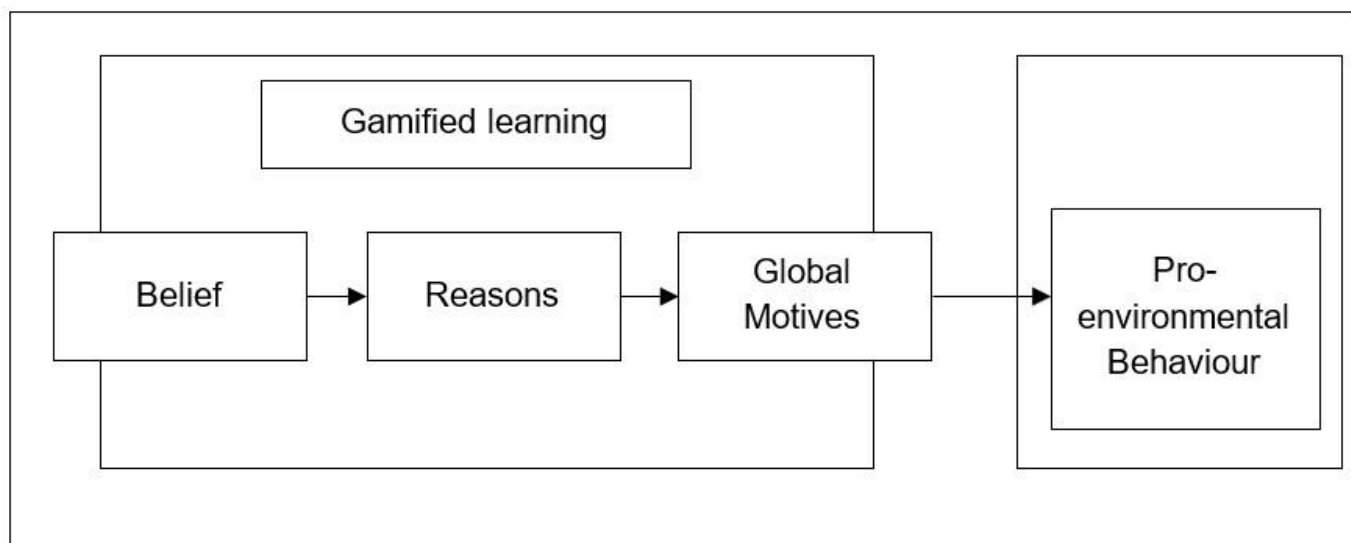 Gamified learning
Belief
Reasons
Global
Motives
Pro-
environmental
Behaviour